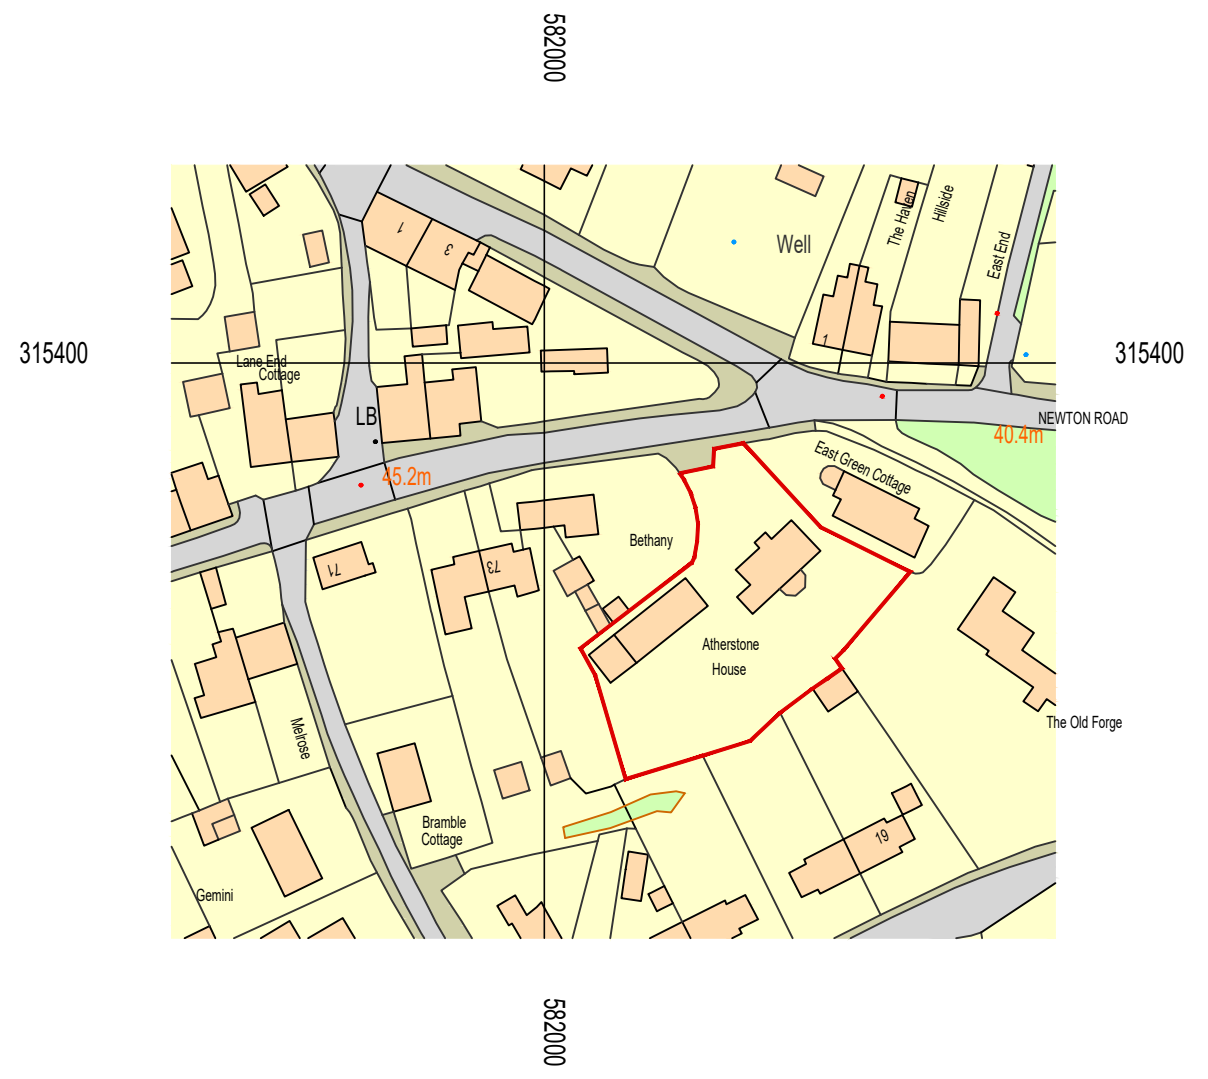 582000
The Haven
Hillside
1
3
Well
East End
1
315400
315400
Lane End
Cottage
LB
NEWTON ROAD
40.4m
East Green Cottage
45.2m
Bethany
71
73
Atherstone
House
Melrose
The Old Forge
Bramble
Cottage
19
Gemini
582000